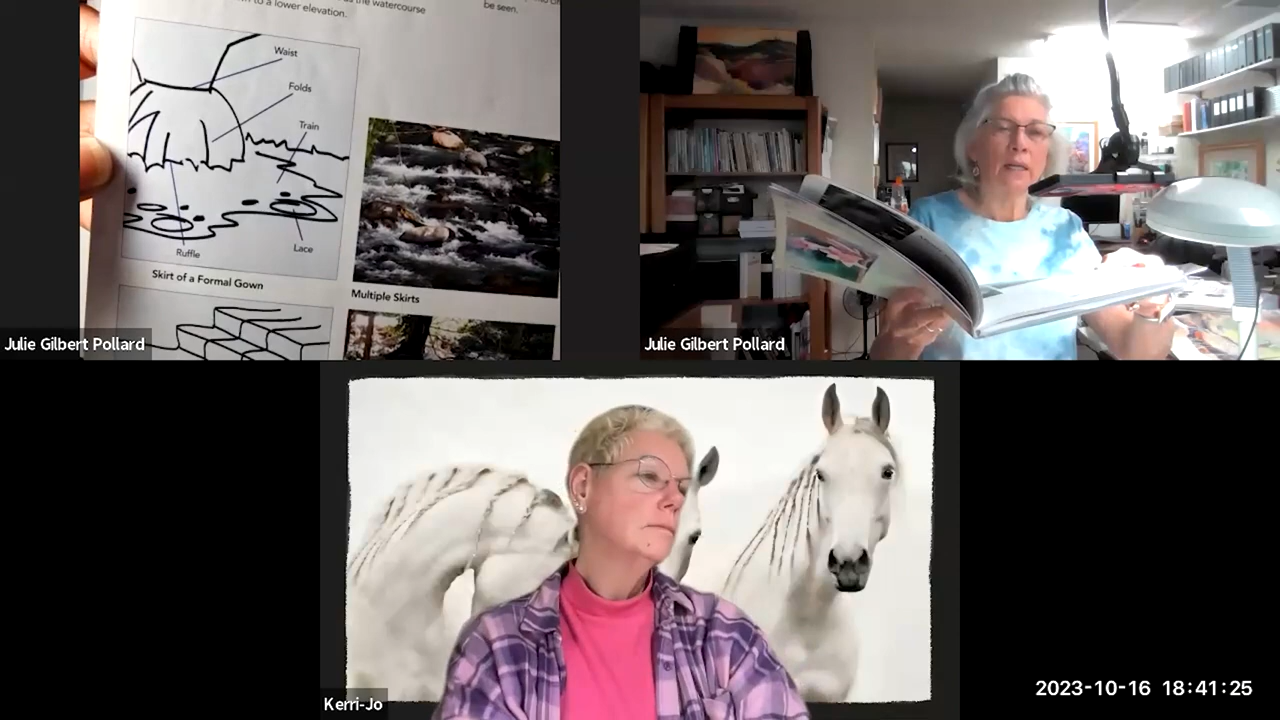 to a lower elevation.
the watercourse
be seen.
Waist
Folds
Train
Ruffle
Lace
Skirt of a Formal Gown
Multiple Skirts
Julie Gilbert Pollard
Julie Gilbert Pollard
Kerri-Jo
2023-10-16 18:41:25